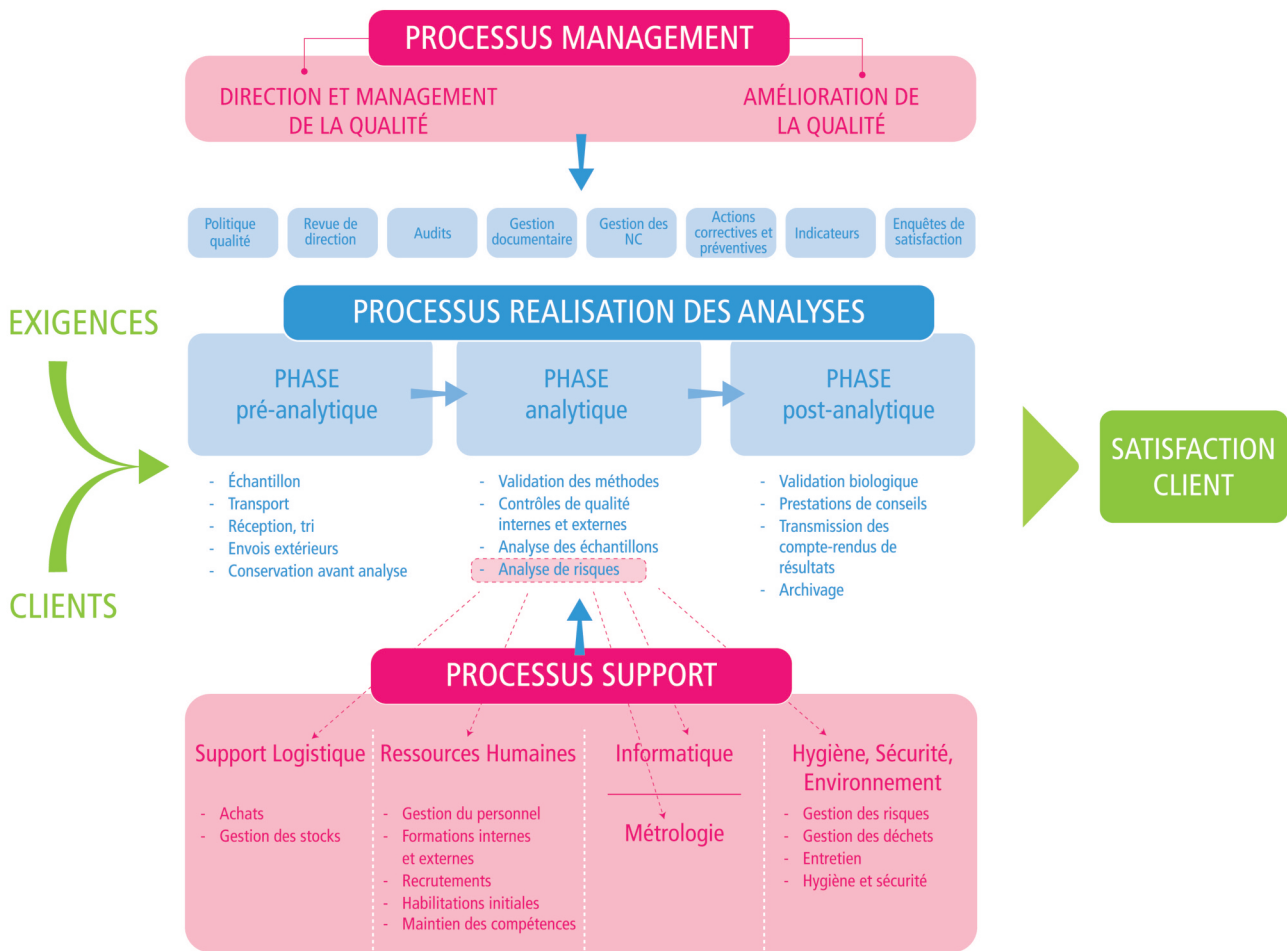 PROCESSUS MANAGEMENT
DIRECTION ET MANAGEMENT
DE LA QUALITÉ
AMÉLIORATION DE
LA QUALITÉ
Politique
qualité
Revue de
direction
Audits
Gestion
documentaire
Gestion des
NC
Actions
correctives et
préventives
Indicateurs
Enquêtes de
satisfaction
EXIGENCES
CLIENTS
PROCESSUS REALISATION DES ANALYSES
PHASE
pré-analytique
- Échantillon
- Transport
- Réception, tri
- Envois extérieurs
- Conservation avant analyse
PHASE
analytique
- Validation des méthodes
- Contrôles de qualité
internes et externes
- Analyse des échantillons
- Analyse de risques
PHASE
post-analytique
- Validation biologique
- Prestations de conseils
- Transmission des
compte-rendus de
résultats
- Archivage
SATISFACTION
CLIENT
PROCESSUS SUPPORT
Support Logistique
- Achats
- Gestion des stocks
Ressources Humaines
- Gestion du personnel
- Formations internes
et externes
- Recrutements
- Habilitations initiales
- Maintien des compétences
Informatique
Métrologie
Hygiène, Sécurité,
Environnement
- Gestion des risques
- Gestion des déchets
- Entretien
- Hygiène et sécurité